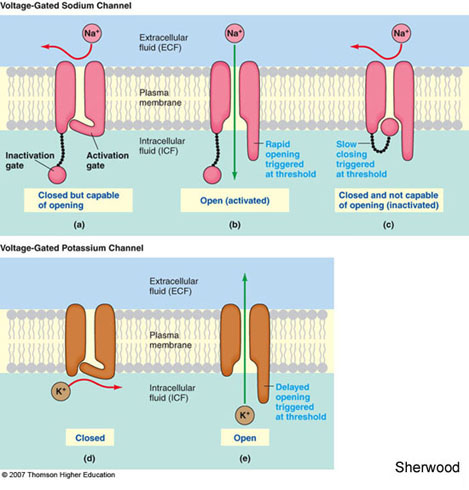 Voltage-Gated Sodium Channel
Na+
Extracellular
fluid (ECF)
Na+
Na+
Plasma
membrane
Intracellular
fluid (ICF)
Inactivation
gate
Activation
gate
Rapid
opening
triggered
at threshold
Slow
closing
triggered
at threshold
Closed but capable
of opening
Open (activated)
Closed and not capable
of opening (inactivated)
(a)
(b)
(c)
Voltage-Gated Potassium Channel
Extracellular
fluid (ECF)
Plasma
membrane
K+
Intracellular
fluid (ICF)
K+
Delayed
opening
triggered
at threshold
Closed
Open
(d)
(e)
© 2007 Thomson Higher Education
Sherwood